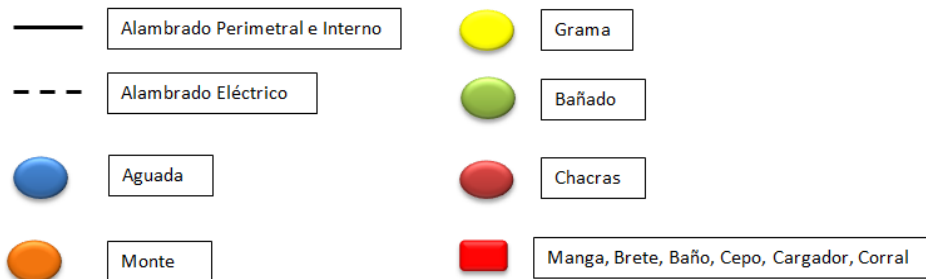 Alambrado Perimetral e Interno
Grama
Alambrado Eléctrico
Bañado
Aguada
Chacras
Monte
Manga, Brete, Baño, Cepo, Cargador, Corral